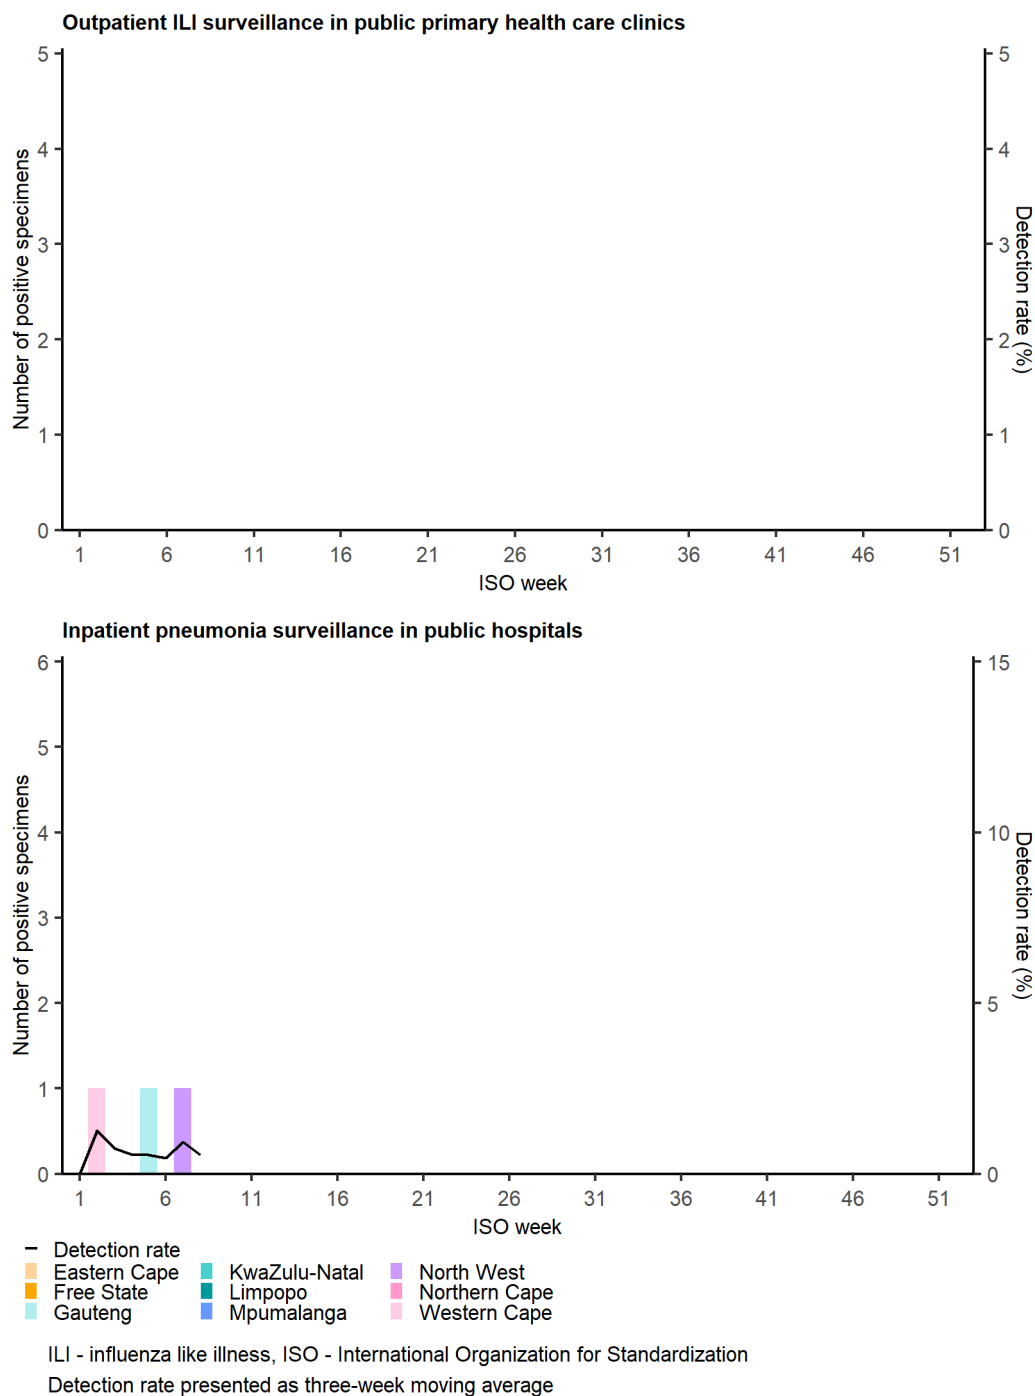 Outpatient ILI surveillance in public primary health care clinics
Number of positive specimens
5
4
3
2
1
0
5
4
3
2
1
0
Detection rate (%)
1 6 11 16 21 26 31 36 41 46 51
ISO week
Inpatient pneumonia surveillance in public hospitals
Number of positive specimens
6
5
4
3
2
1
0
15
10
5
0
Detection rate (%)
1 6 11 16 21 26 31 36 41 46 51
ISO week
Detection rate
Eastern Cape KwaZulu-Natal North West
Free State Limpopo Northern Cape
Gauteng Mpumalanga Western Cape
ILI - influenza like illness, ISO - International Organization for Standardization
Detection rate presented as three-week moving average